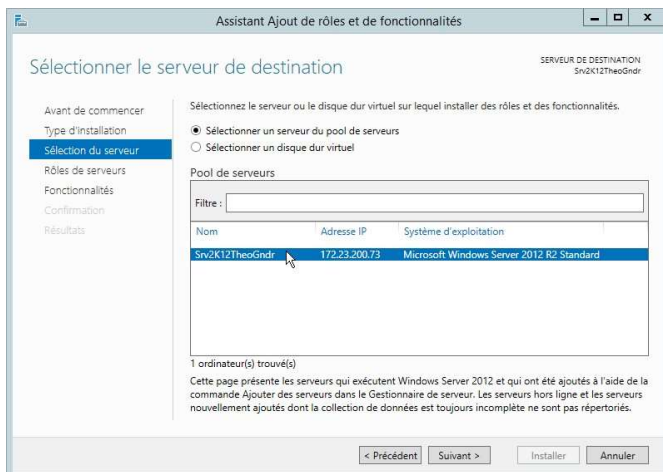 Assistant Ajout de rôles et de fonctionnalités
Sélectionner le serveur de destination
SERVEUR DE DESTINATION
Srv2K12TheoGndr
Avant de commencer
Type d'installation
Sélection du serveur
Rôles de serveurs
Fonctionnalités
Confirmation
Résultats
Sélectionnez le serveur ou le disque dur virtuel sur lequel installer des rôles et des fonctionnalités.
Sélectionner un serveur du pool de serveurs
Sélectionner un disque dur virtuel
Pool de serveurs
Filtre :
Nom Adresse IP Système d'exploitation
Srv2K12TheoGndr 172.23.200.73 Microsoft Windows Server 2012 R2 Standard
1 ordinateur(s) trouvé(s)
Cette page présente les serveurs qui exécutent Windows Server 2012 et qui ont été ajoutés à l'aide de la
commande Ajouter des serveurs dans le Gestionnaire de serveur. Les serveurs hors ligne et les serveurs
nouvellement ajoutés dont la collection de données est toujours incomplète ne sont pas répertoriés.
< Précédent Suivant > Installer Annuler